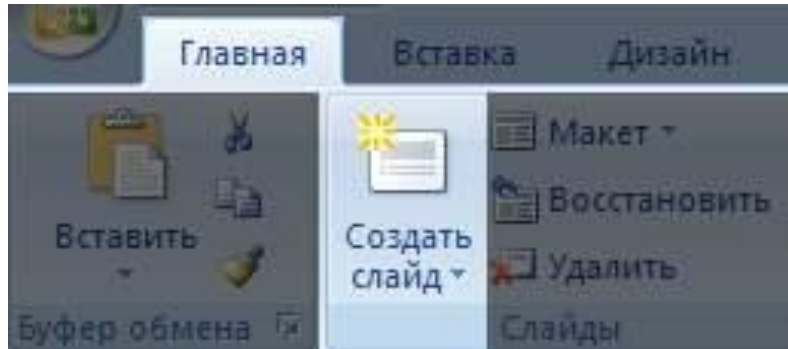 Главная Вставка Дизайн
Вставить
Создать
слайд
Макет
Восстановить
Удалить
Буфер обмена
Слайды